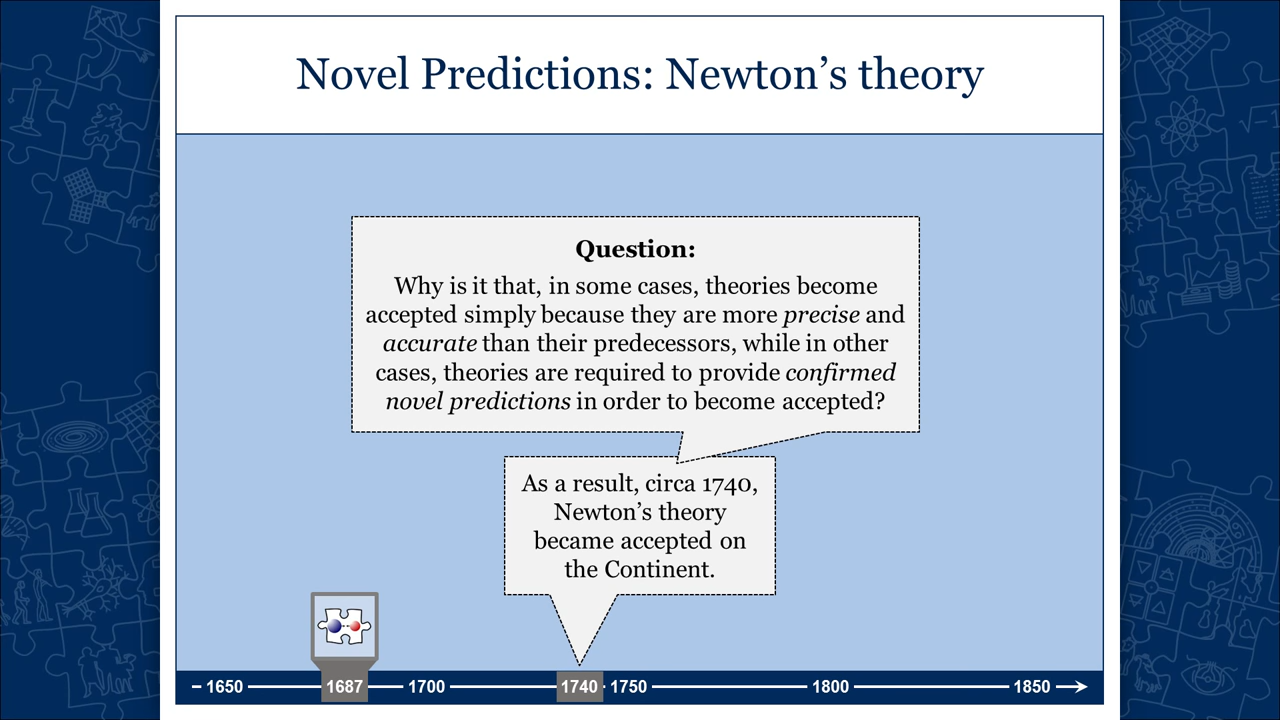 Novel Predictions: Newton’s theory
Question:
Why is it that, in some cases, theories become
accepted simply because they are more precise and
accurate than their predecessors, while in other
cases, theories are required to provide confirmed
novel predictions in order to become accepted?
As a result, circa 1740,
Newton’s theory
became accepted on
the Continent.
1650 1687 1700 1740 1750 1800 1850